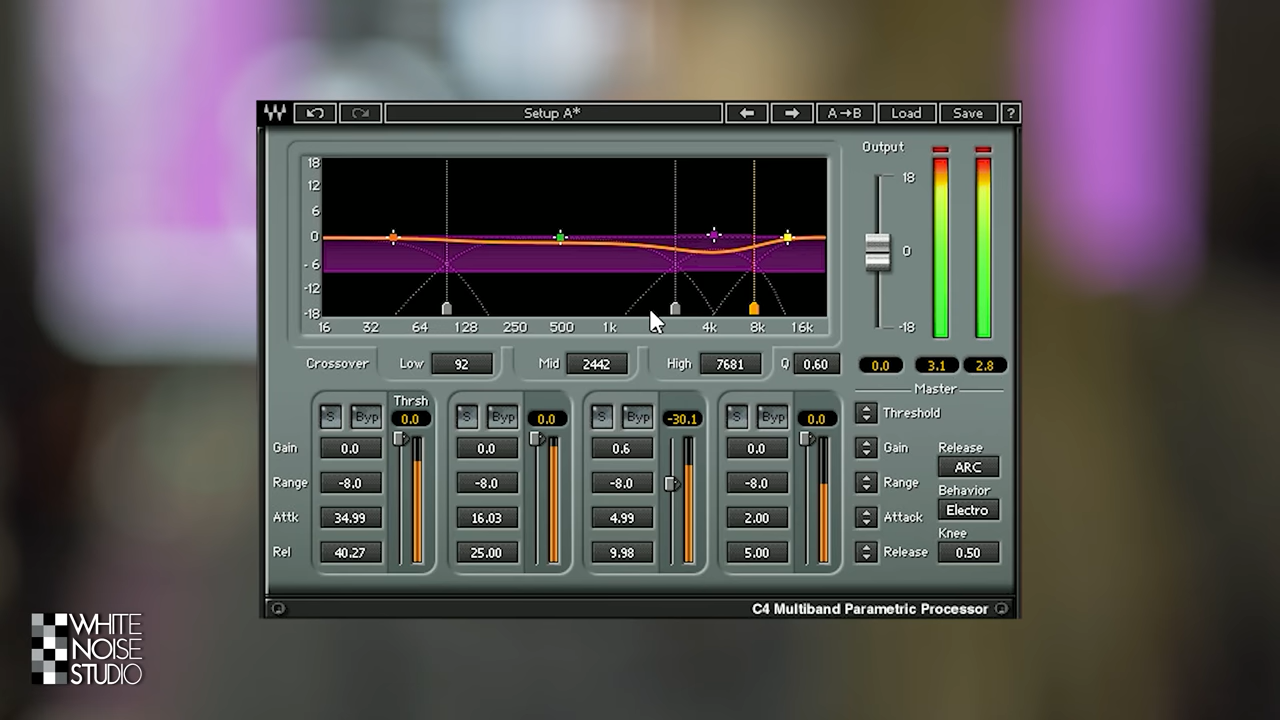 Setup A*
A→B
Load
Save
?
Output
18
12
6
0
-6
-12
-18
16 32 64 128 250 500 1k 4k 8k 16k
18
0
-18
Crossover Low 92 Mid 2442 High 7681 Q 0.60
0.0 3.1 2.8
Master
Thrsh
S Byp 0.0 S Byp 0.0 S Byp -30.1 S Byp 0.0
Gain 0.0 0.0 0.6 0.0
Range -8.0 -8.0 -8.0 -8.0
Attk 34.99 16.03 4.99 2.00
Rel 40.27 25.00 9.98 5.00
Threshold
Gain
Range
Attack
Release
Release
ARC
Behavior
Electro
Knee
0.50
C4 Multiband Parametric Processor
WHITE
NOISE
STUDIO